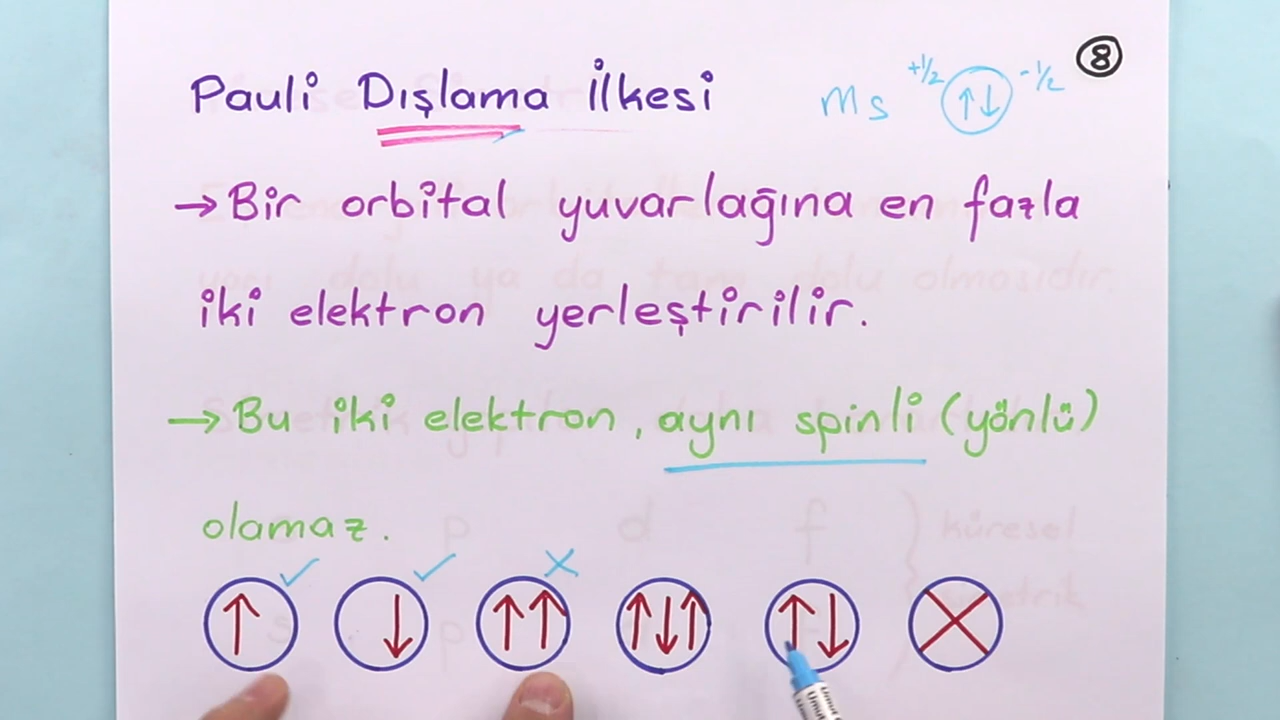 Pauli Dışlama İlkesi
ms +1/2 ↑↓ -1/2
8
→ Bir orbital yuvarlağına en fazla
iki elektron yerleştirilir.
→ Bu iki elektron, aynı spinli (yönlü)
olamaz.